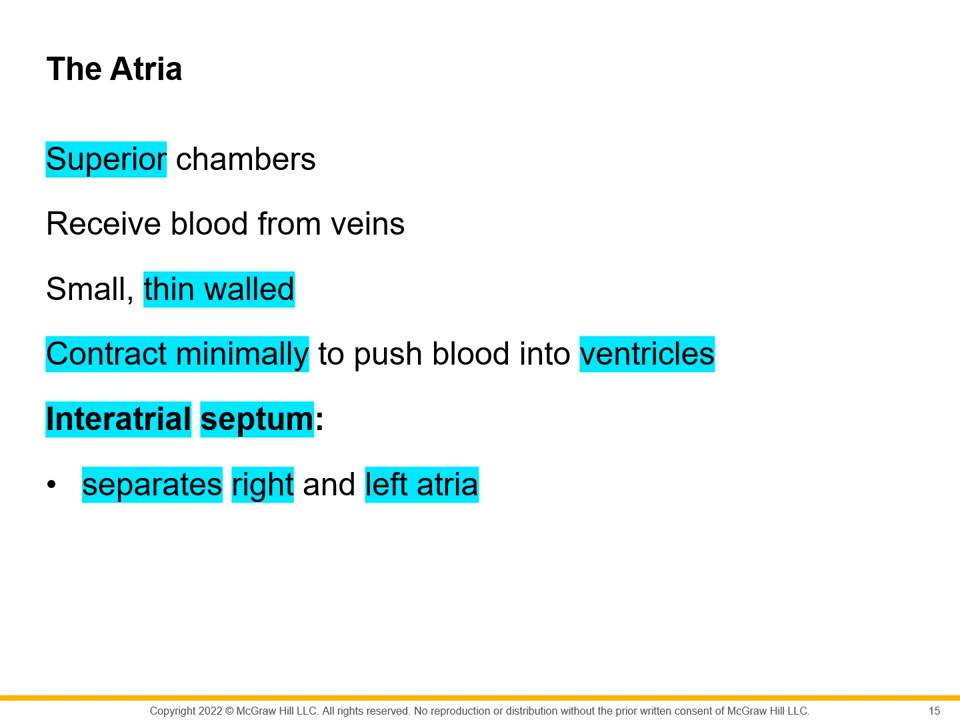 The Atria
Superior chambers
Receive blood from veins
Small, thin walled
Contract minimally to push blood into ventricles
Interatrial septum:
• separates right and left atria
Copyright 2022 © McGraw Hill LLC. All rights reserved. No reproduction or distribution without the prior written consent of McGraw Hill LLC.
15